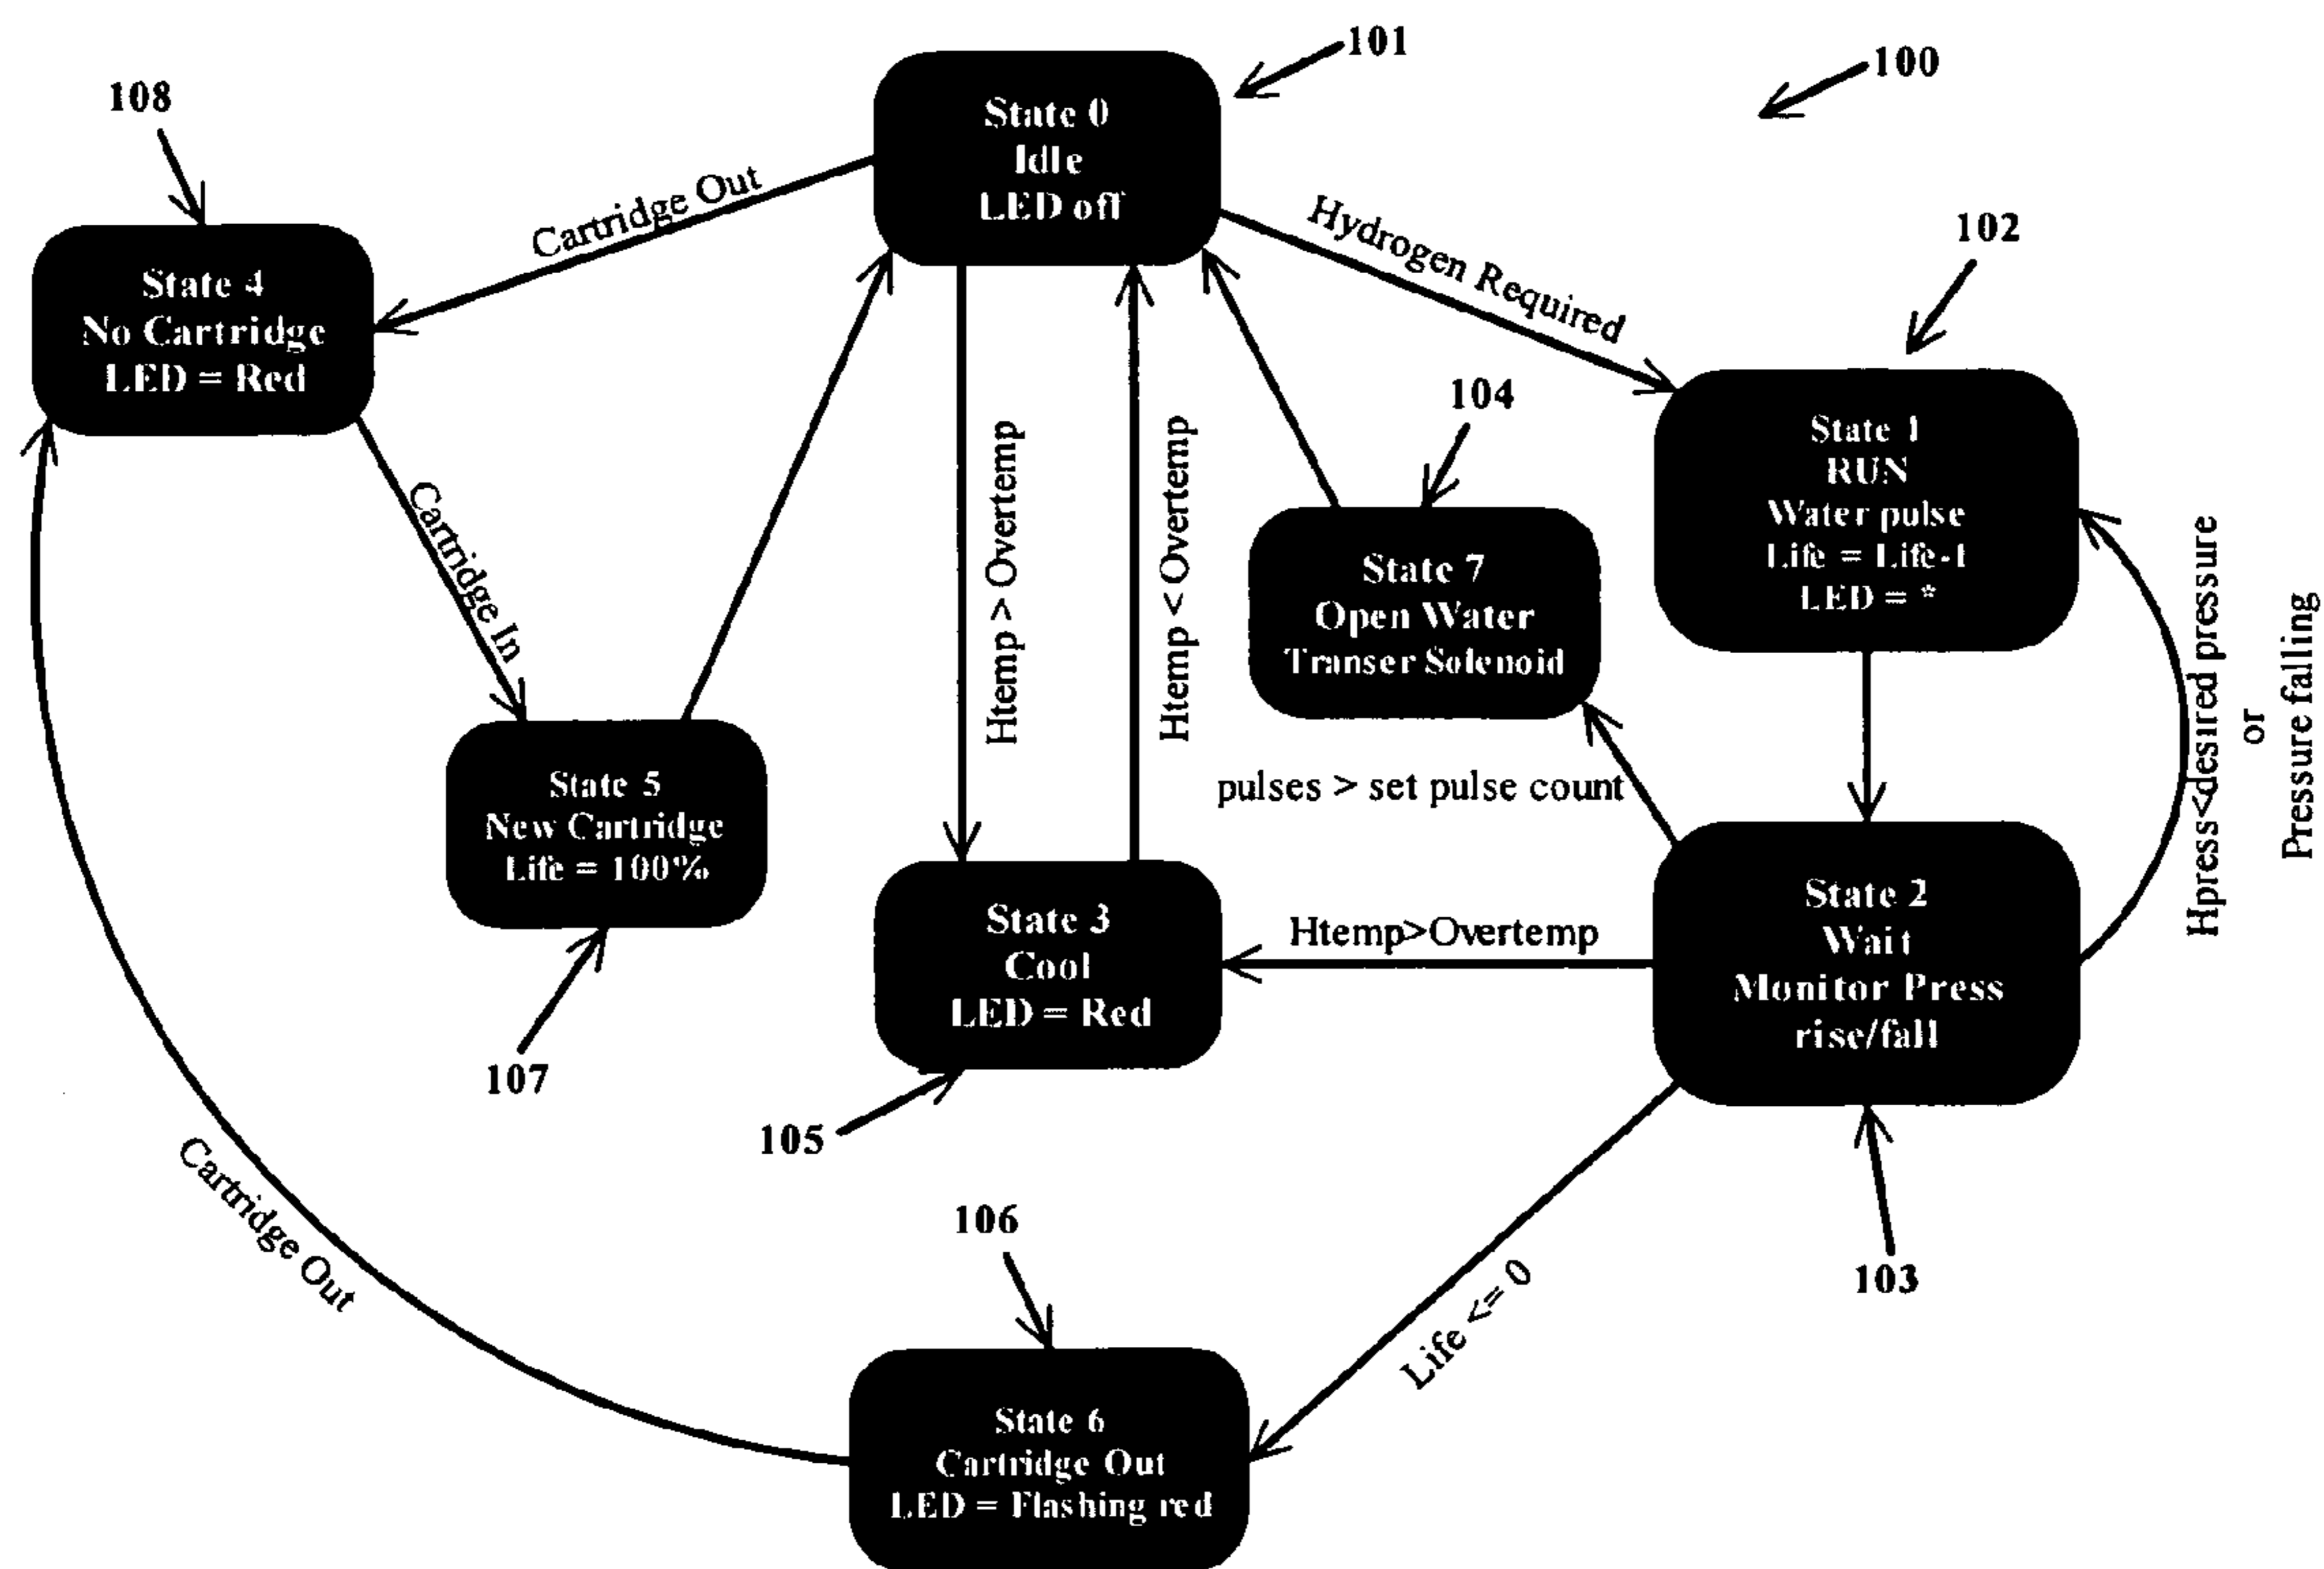 101
100
108
State 0
Idle
LED off
Cartridge Out
Hydrogen Required
102
State 4
No Cartridge
LED = Red
104
State 1
RUN
Water pulse
Life = Life-1
LED = *
Cartridge In
Htemp > Overtemp
Htemp < Overtemp
State 7
Open Water
Transer Solenoid
Hpress<desired pressure
or
Pressure falling
State 5
New Cartridge
Life = 100%
pulses > set pulse count
State 3
Cool
LED = Red
Htemp>Overtemp
State 2
Wait
Monitor Press
rise/fall
107
105
Cartridge Out
106
Life <= 0
103
State 6
Cartridge Out
LED = Flashing red